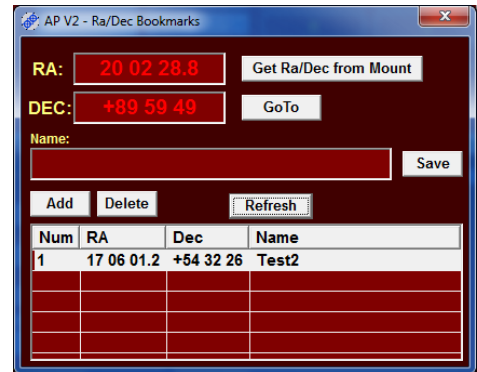 AP V2 - Ra/Dec Bookmarks
RA: 20 02 28.8 Get Ra/Dec from Mount
DEC: +89 59 49 GoTo
Name:
Save
Add Delete Refresh
Num RA Dec Name
1 17 06 01.2 +54 32 26 Test2